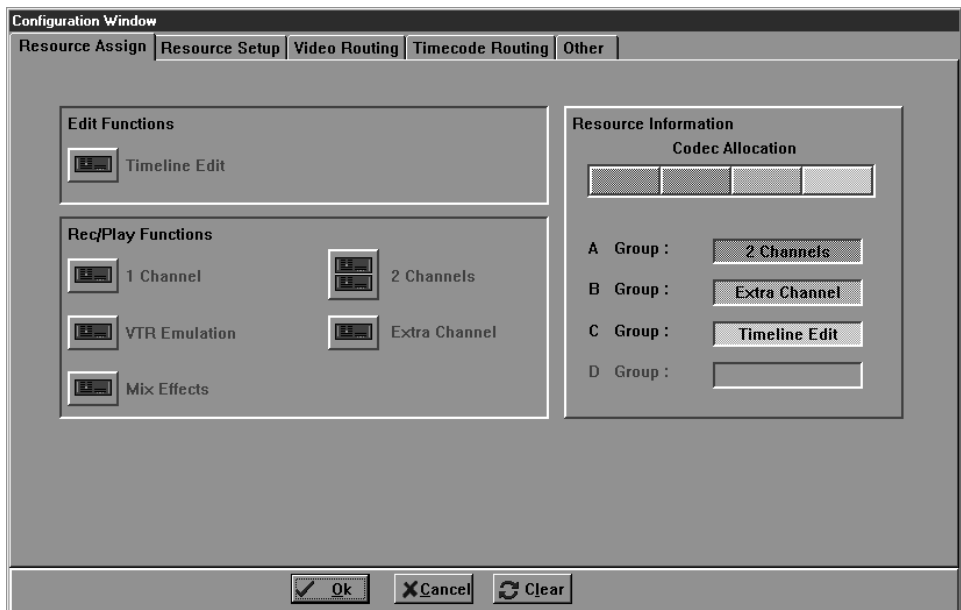 Configuration Window
Resource Assign Resource Setup Video Routing Timecode Routing Other
Edit Functions
Timeline Edit
Rec/Play Functions
1 Channel 2 Channels
VTR Emulation Extra Channel
Mix Effects
Resource Information
Codec Allocation
A Group : 2 Channels
B Group : Extra Channel
C Group : Timeline Edit
D Group :
Ok Cancel Clear